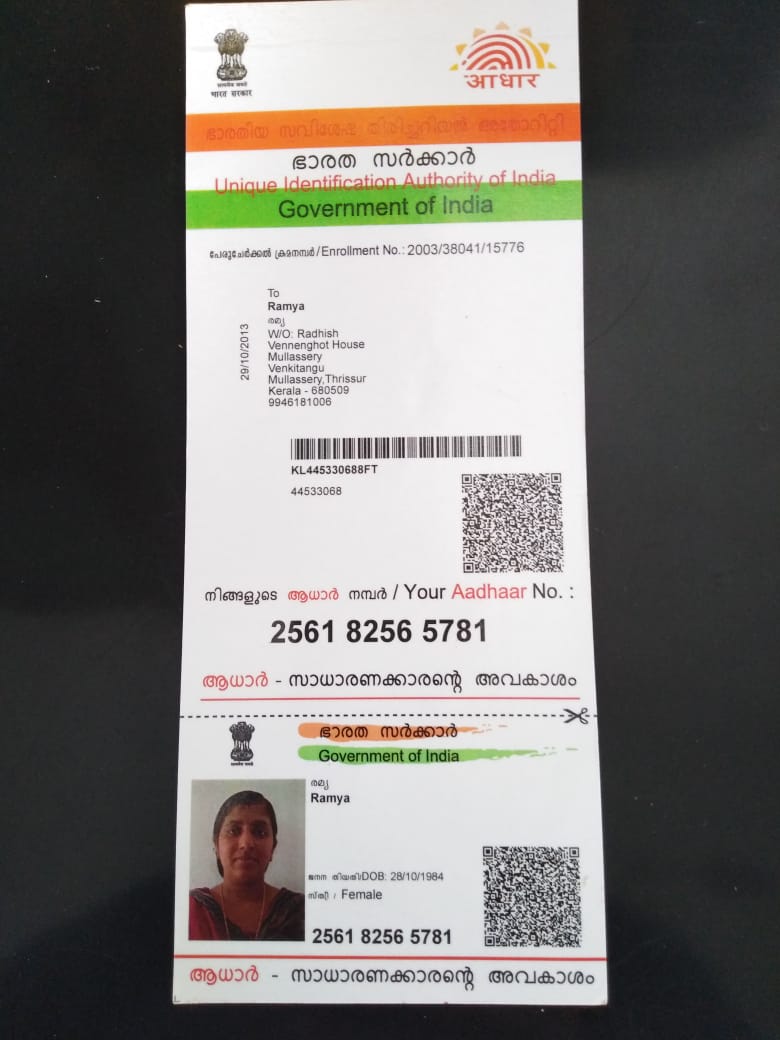 सत्यमेव जयते
भारत सरकार
आधार
ഭാരതീയ സവിശേഷ തിരിച്ചറിയൽ അതോറിറ്റി
ഭാരത സർക്കാർ
Unique Identification Authority of India
Government of India
പേരുചേർക്കൽ ക്രമനമ്പർ/Enrollment No.: 2003/38041/15776
29/10/2013
To
Ramya
രമ്യ
W/O: Radhish
Vennenghot House
Mullassery
Venkitangu
Mullassery,Thrissur
Kerala - 680509
9946181006
KL445330688FT
44533068
നിങ്ങളുടെ ആധാർ നമ്പർ / Your Aadhaar No. :
2561 8256 5781
ആധാർ - സാധാരണക്കാരന്റെ അവകാശം
ഭാരത സർക്കാർ
Government of India
രമ്യ
Ramya
ജനന തിയതി/DOB: 28/10/1984
സ്ത്രീ / Female
2561 8256 5781
ആധാർ - സാധാരണക്കാരന്റെ അവകാശം